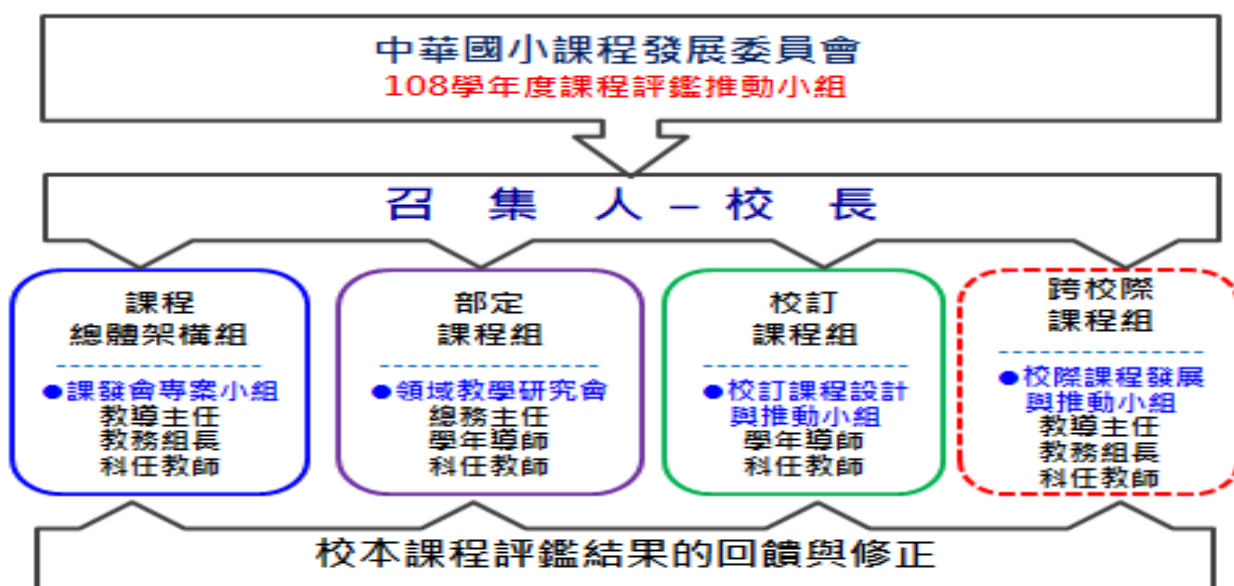 中華國小課程發展委員會
108學年度課程評鑑推動小組
召 集 人 – 校 長
課程
總體架構組
●課發會專案小組
教導主任
教務組長
科任教師
部定
課程組
●領域教學研究會
總務主任
學年導師
科任教師
校訂
課程組
●校訂課程設計
與推動小組
學年導師
科任教師
跨校際
課程組
●校際課程發展
與推動小組
教導主任
教務組長
科任教師
校本課程評鑑結果的回饋與修正